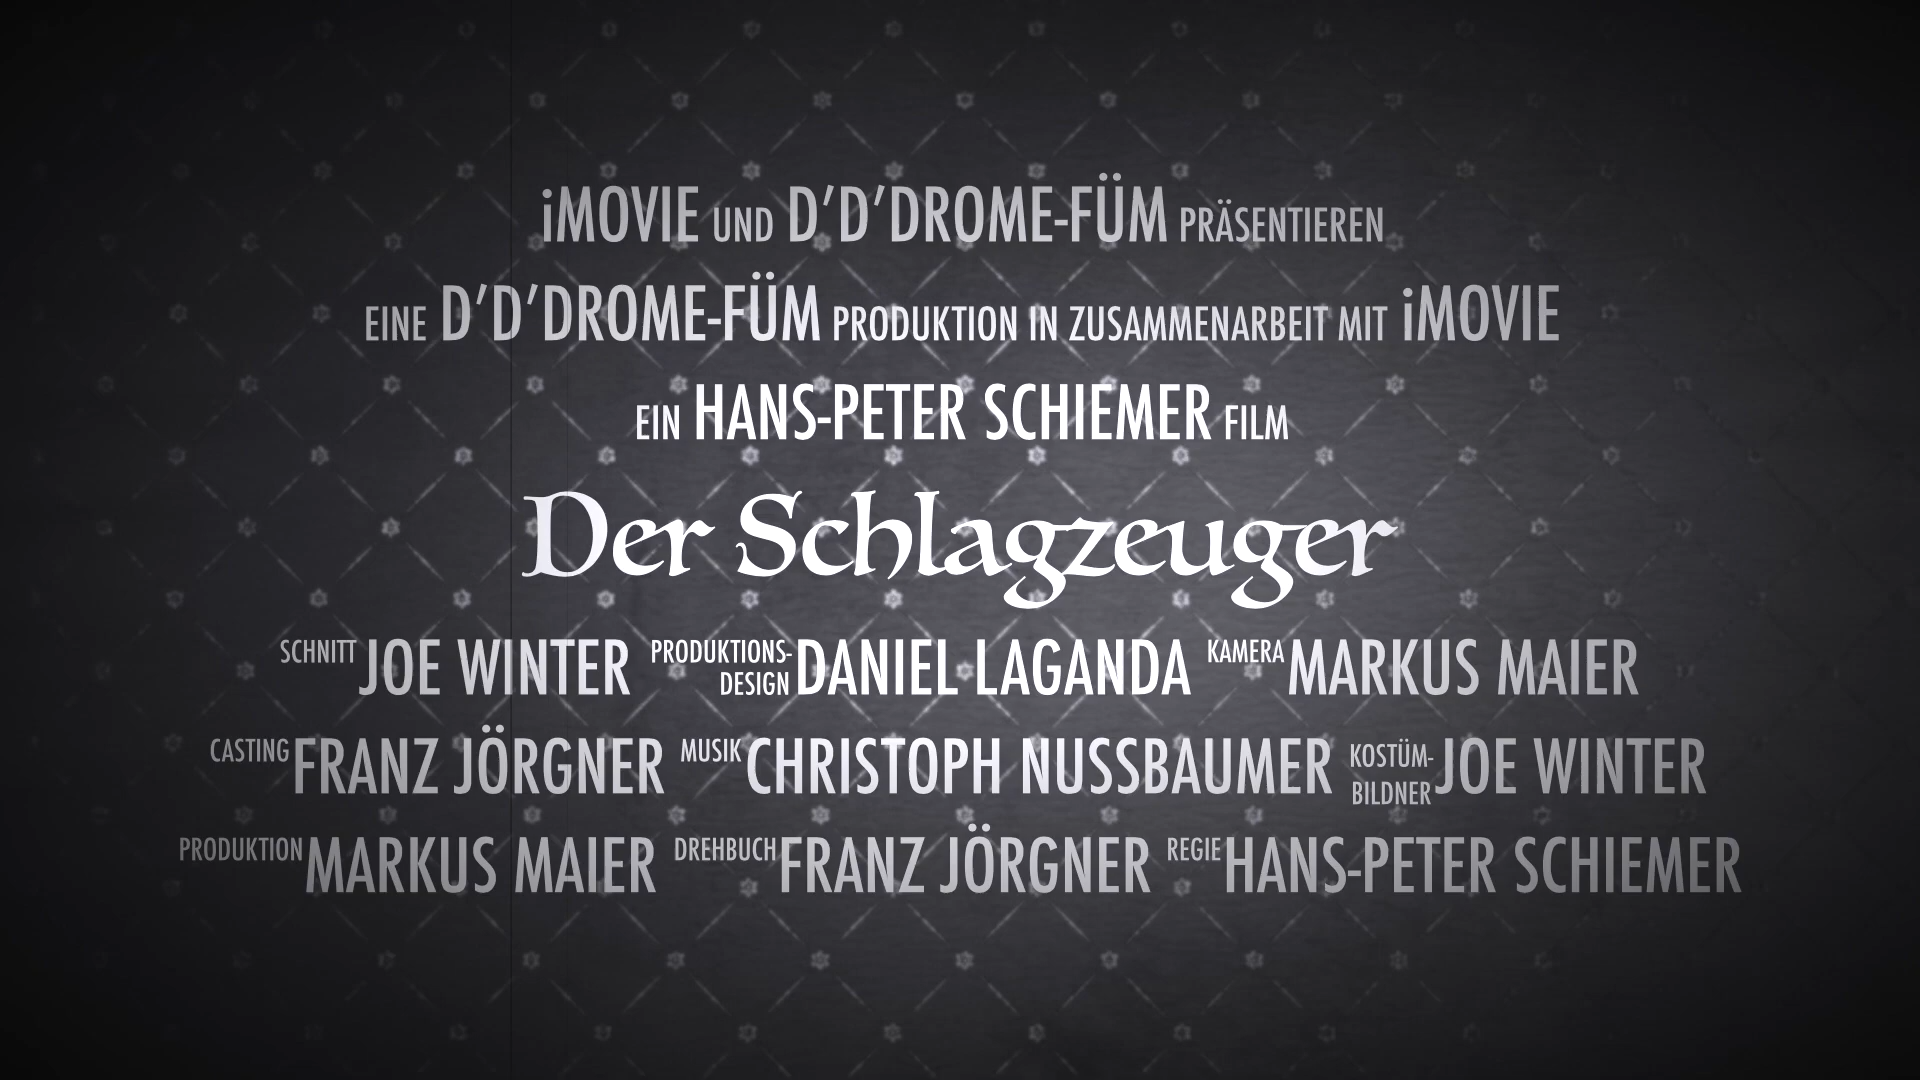 iMOVIE UND D'D'DROME-FÜM PRÄSENTIEREN
EINE D'D'DROME-FÜM PRODUKTION IN ZUSAMMENARBEIT MIT iMOVIE
EIN HANS-PETER SCHIEMER FILM
Der Schlagzeuger
SCHNITT JOE WINTER PRODUKTIONS-DESIGN DANIEL LAGANDA KAMERA MARKUS MAIER
CASTING FRANZ JÖRGNER MUSIK CHRISTOPH NUSSBAUMER KOSTÜM-BILDNER JOE WINTER
PRODUKTION MARKUS MAIER DREHBUCH FRANZ JÖRGNER REGIE HANS-PETER SCHIEMER